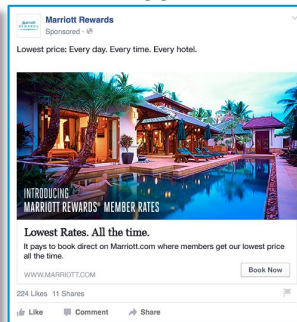 Marriott Rewards
Sponsored
Lowest price: Every day. Every time. Every hotel.
INTRODUCING
MARRIOTT REWARDS® MEMBER RATES
Lowest Rates. All the time.
It pays to book direct on Marriott.com where members get our lowest price
all the time.
WWW.MARRIOTT.COM
Book Now
224 Likes 11 Shares
Like Comment Share